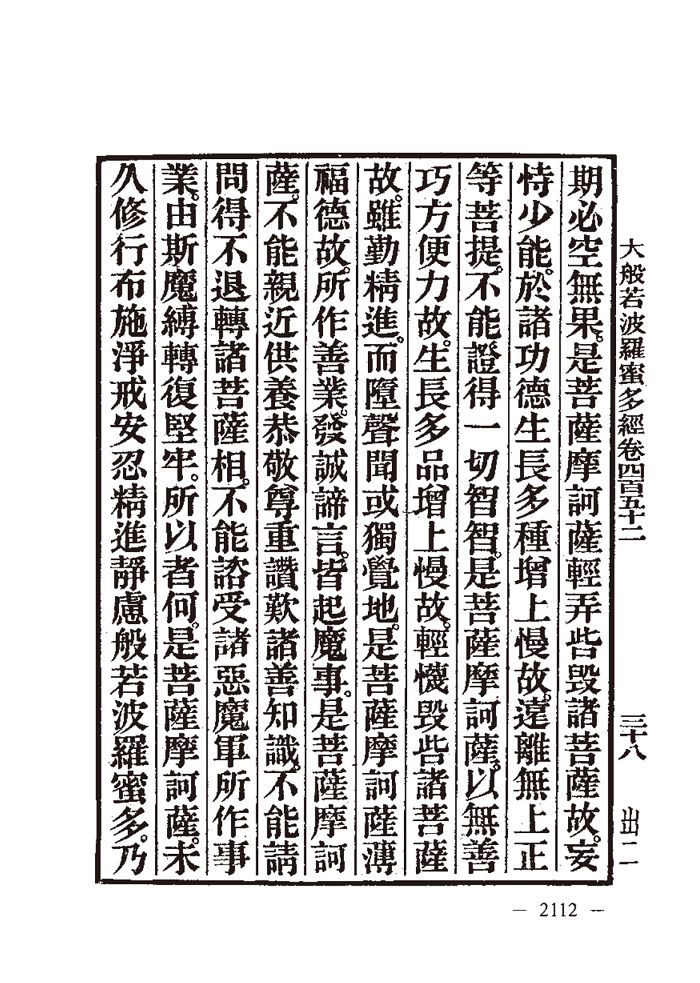 大般若波羅蜜多經卷四百五十二 三十八 出二
期必空無果。是菩薩摩訶薩輕弄呰毀諸菩薩故。妄
恃少能。於諸功德生長多種增上慢故。遠離無上正
等菩提。不能證得一切智智。是菩薩摩訶薩。以無善
巧方便力故。生長多品增上慢故。輕懱毀呰諸菩薩
故。雖勤精進。而墮聲聞或獨覺地。是菩薩摩訶薩薄
福德故。所作善業。發誠諦言。皆起魔事。是菩薩摩訶
薩。不能親近供養恭敬尊重讚歎諸善知識。不能請
問得不退轉諸菩薩相。不能諮受諸惡魔軍所作事
業。由斯魔縛轉復堅牢。所以者何。是菩薩摩訶薩。未
久修行布施淨戒安忍精進靜慮般若波羅蜜多。乃
— 2112 —